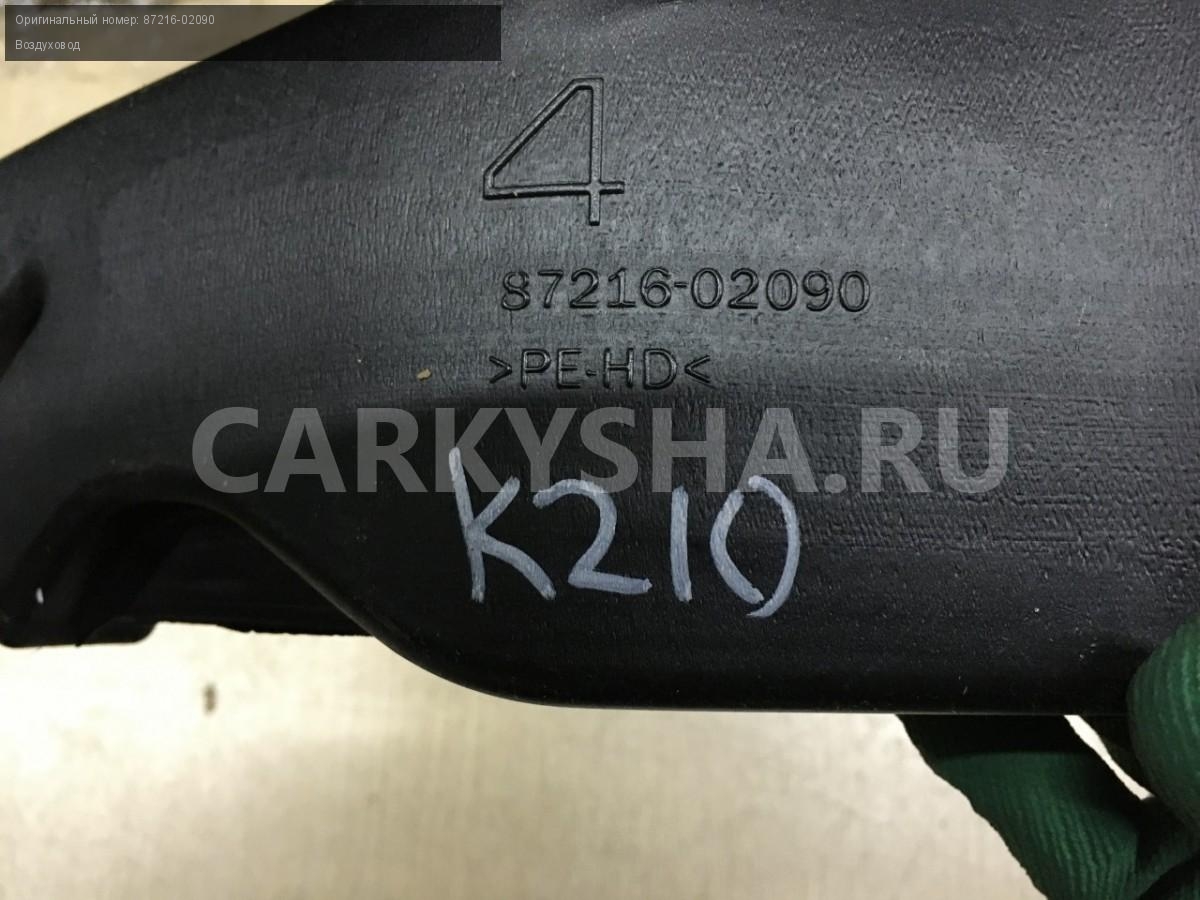 Оригинальный номер: 87216-02090
Воздуховод
4
87216-02090
>PE-HD<
CARKYSHA.RU
K210